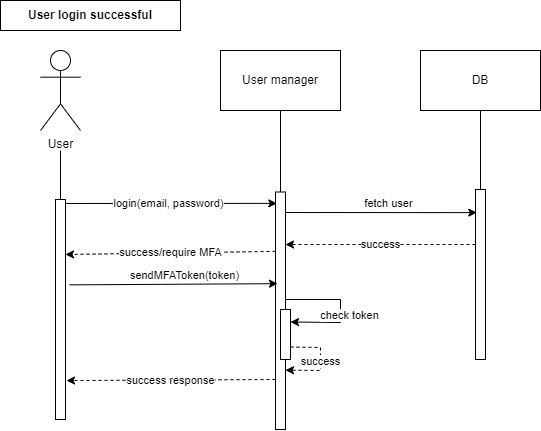 User login successful
User manager
DB
User
login(email, password)
fetch user
success
success/require MFA
sendMFAToken(token)
check token
success
success response